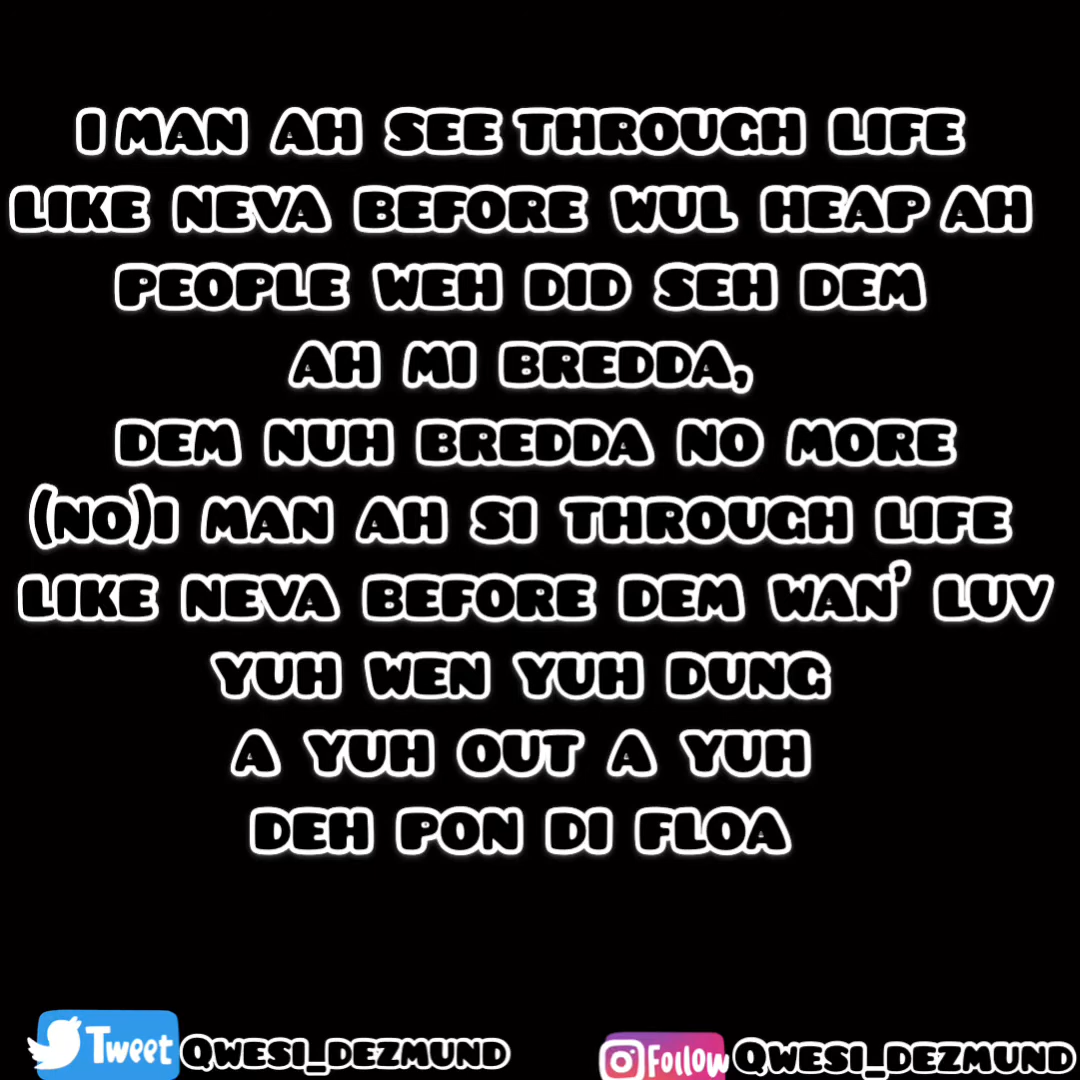 I MAN AH SEE THROUGH LIFE
LIKE NEVA BEFORE WUL HEAP AH
PEOPLE WEH DID SEH DEM
AH MI BREDDA,
DEM NUH BREDDA NO MORE
(NO)I MAN AH SI THROUGH LIFE
LIKE NEVA BEFORE DEM WAN' LUV
YUH WEN YUH DUNG
A YUH OUT A YUH
DEH PON DI FLOA
Tweet QWESI_DEZMUND
Follow QWESI_DEZMUND